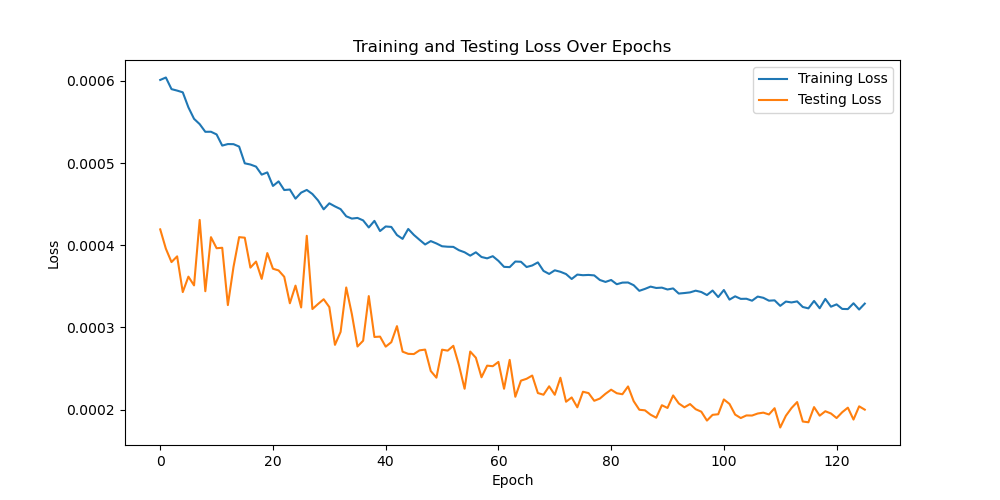 Training and Testing Loss Over Epochs
Training Loss
Testing Loss
0.0006
0.0005
0.0004
0.0003
0.0002
Loss
0 20 40 60 80 100 120
Epoch